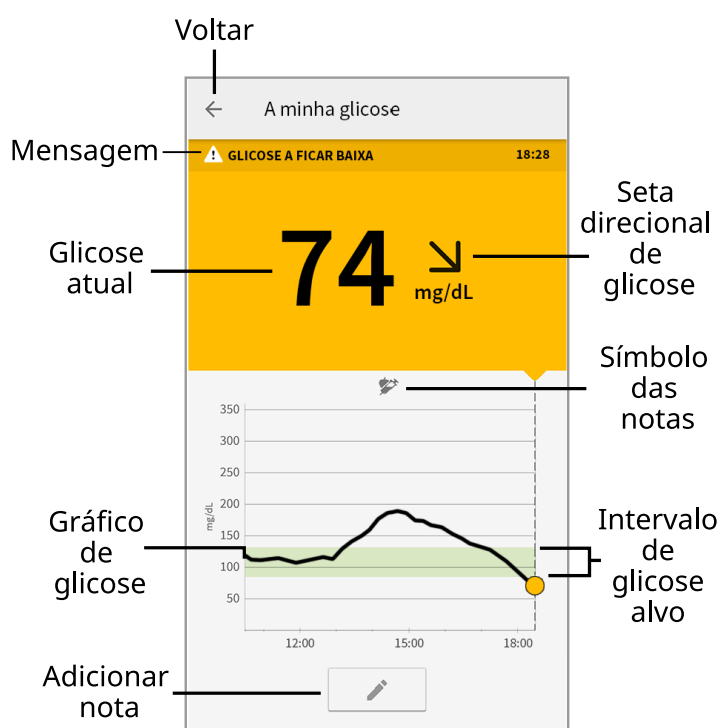 Voltar
A minha glicose
Mensagem
GLICOSE A FICAR BAIXA
18:28
Glicose
atual
74
mg/dL
Seta
direcional
de
glicose
Símbolo
das
notas
350
300
250
200
150
100
50
mg/dL
Gráfico
de
glicose
Intervalo
de
glicose
alvo
12:00
15:00
18:00
Adicionar
nota